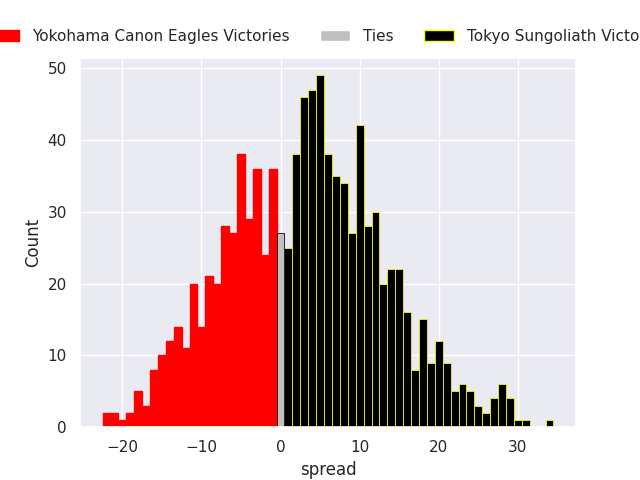 Yokohama Canon Eagles Victories Ties Tokyo Sungoliath Victo
50
40
30
20
10
0
Count
−20 −10 0 10 20 30
spread